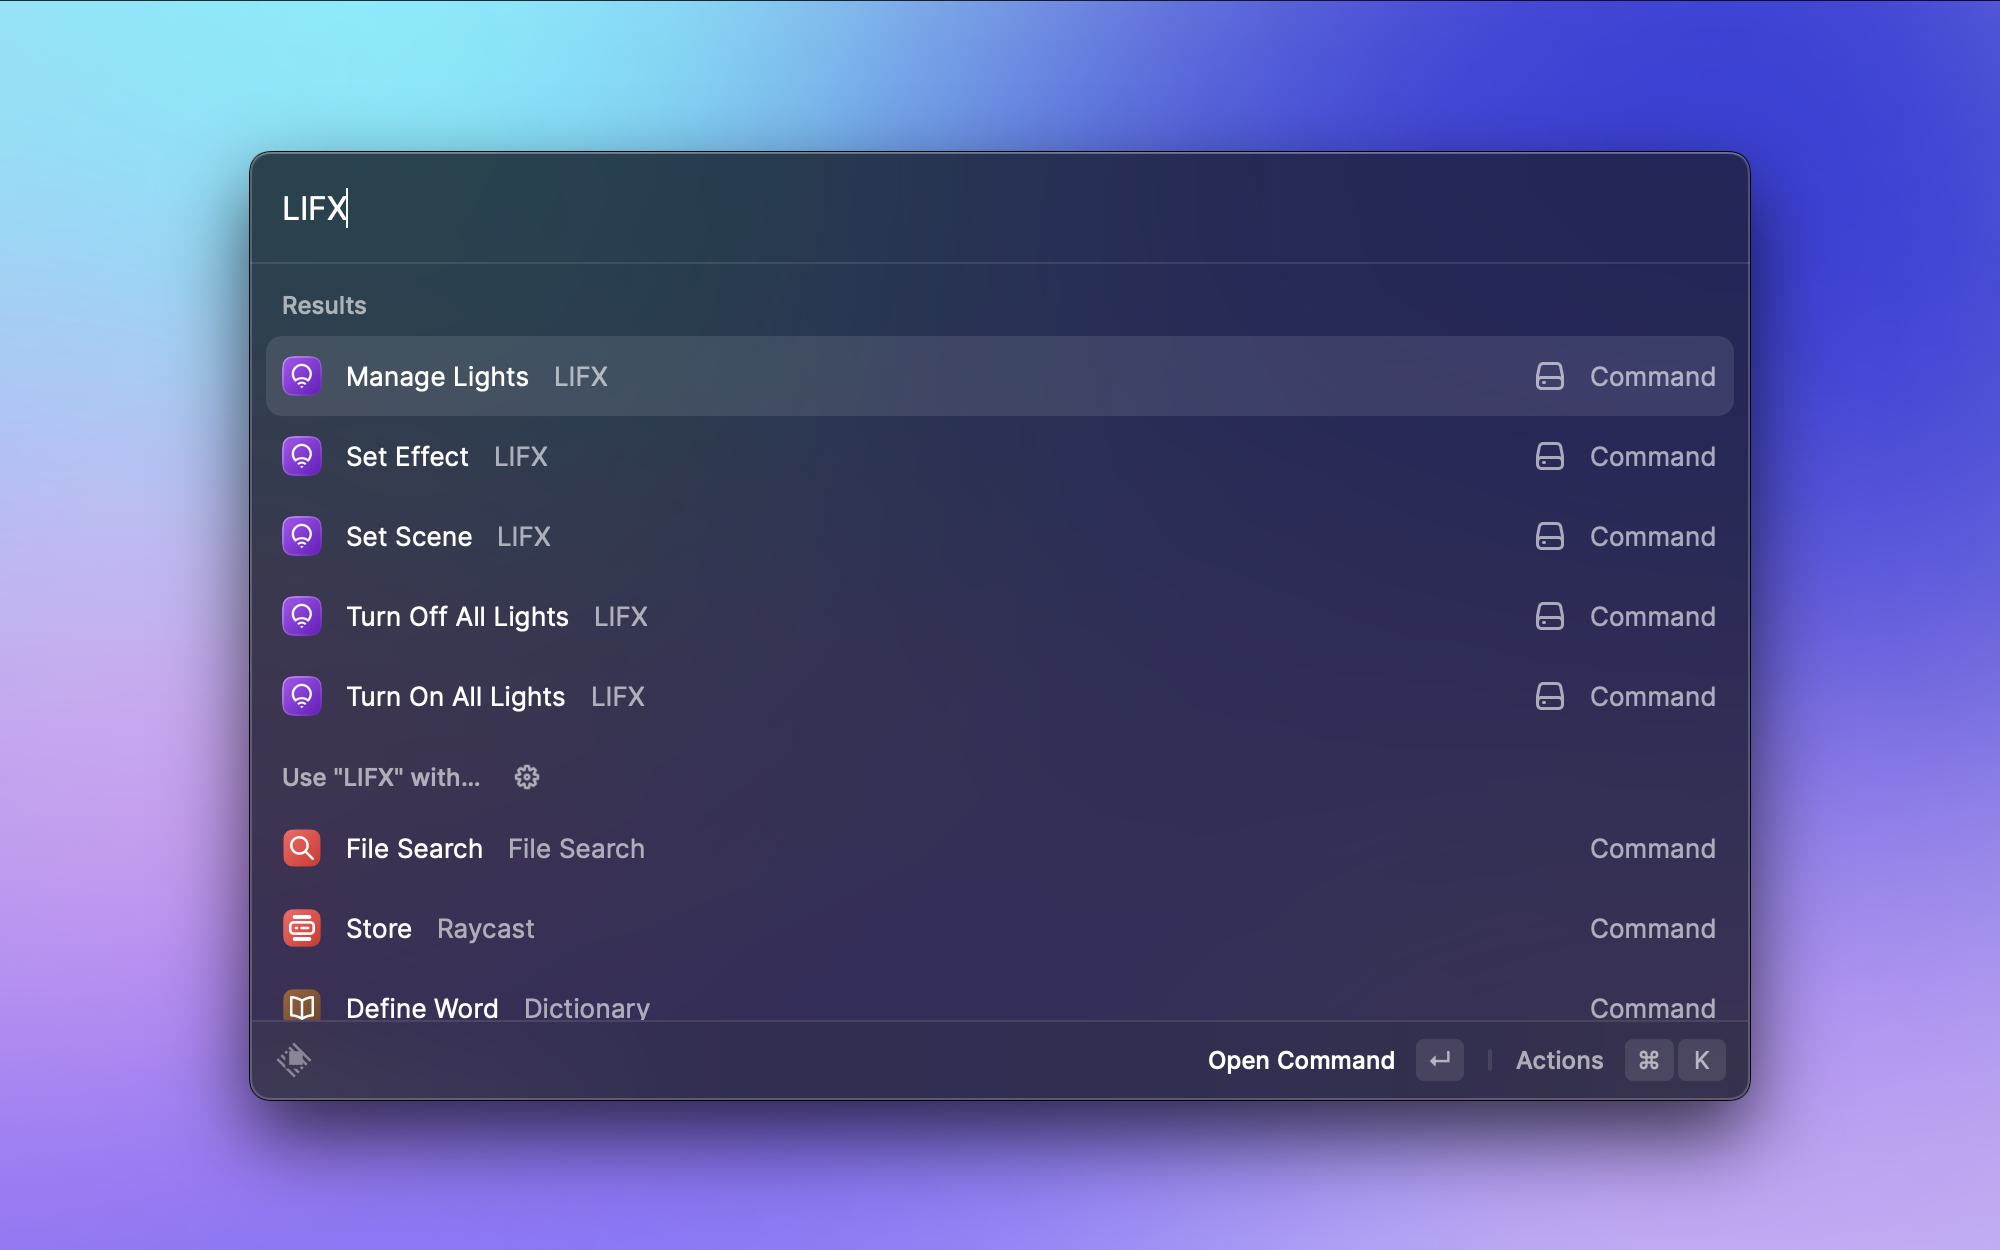 LIFX
Results
Manage Lights LIFX Command
Set Effect LIFX Command
Set Scene LIFX Command
Turn Off All Lights LIFX Command
Turn On All Lights LIFX Command
Use "LIFX" with...
File Search File Search Command
Store Raycast Command
Define Word Dictionary Command
Open Command ↵ | Actions ⌘ K